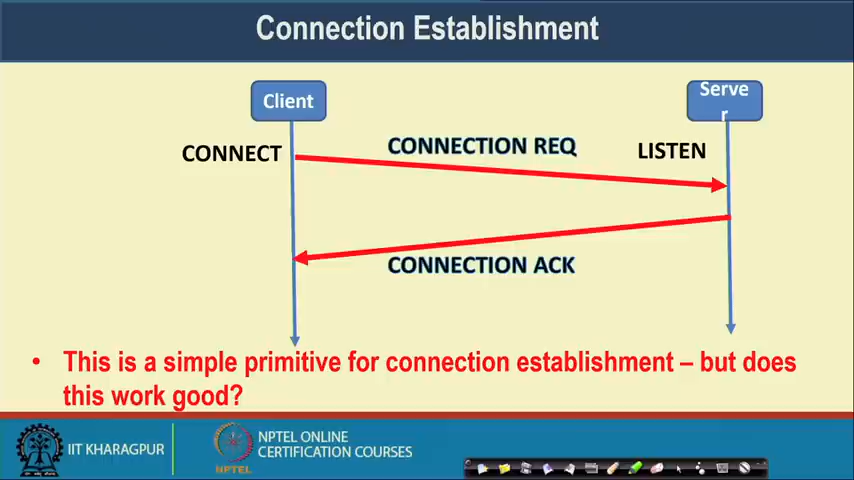 Connection Establishment
Client
Serve
r
CONNECT
CONNECTION REQ
LISTEN
CONNECTION ACK
• This is a simple primitive for connection establishment – but does
this work good?
IIT KHARAGPUR
NPTEL
NPTEL ONLINE
CERTIFICATION COURSES